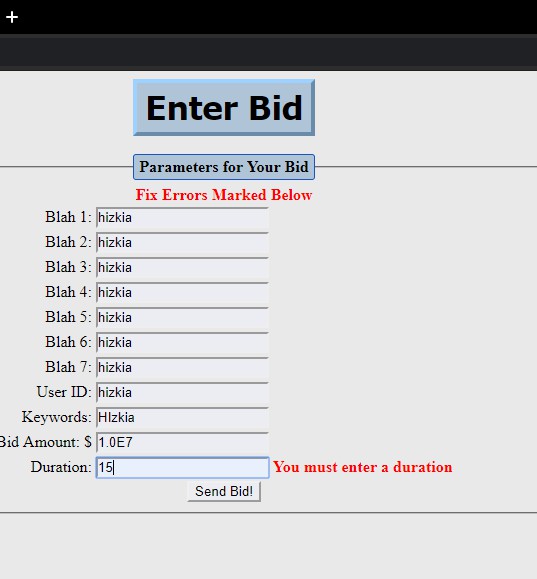 +
Enter Bid
Parameters for Your Bid
Fix Errors Marked Below
Blah 1: hizkia
Blah 2: hizkia
Blah 3: hizkia
Blah 4: hizkia
Blah 5: hizkia
Blah 6: hizkia
Blah 7: hizkia
User ID: hizkia
Keywords: HIzkia
Bid Amount: $ 1.0E7
Duration: 15 You must enter a duration
Send Bid!